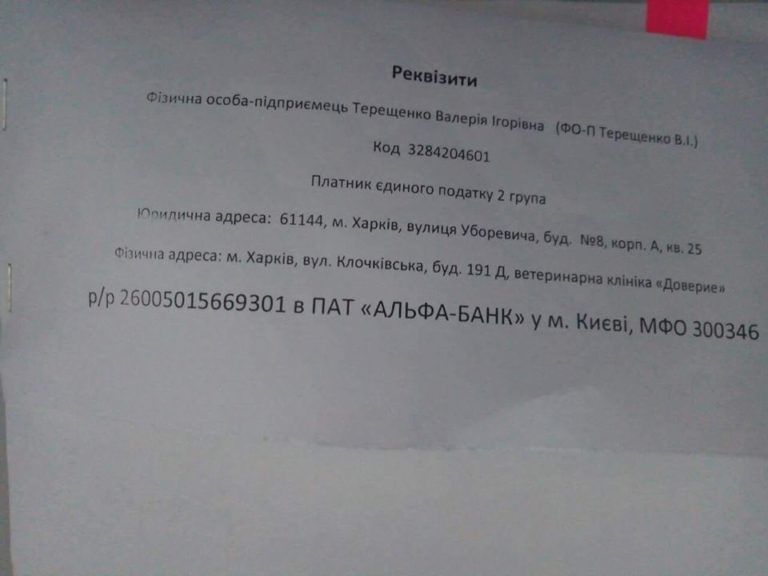 Реквізити
Фізична особа-підприємець Терещенко Валерія Ігорівна (ФО-П Терещенко В.І.)
Код 3284204601
Платник єдиного податку 2 група
Юридична адреса: 61144, м. Харків, вулиця Уборевича, буд. №8, корп. А, кв. 25
Фізична адреса: м. Харків, вул. Клочківська, буд. 191 Д, ветеринарна клініка «Доверие»
р/р 26005015669301 в ПАТ «АЛЬФА-БАНК» у м. Києві, МФО 300346